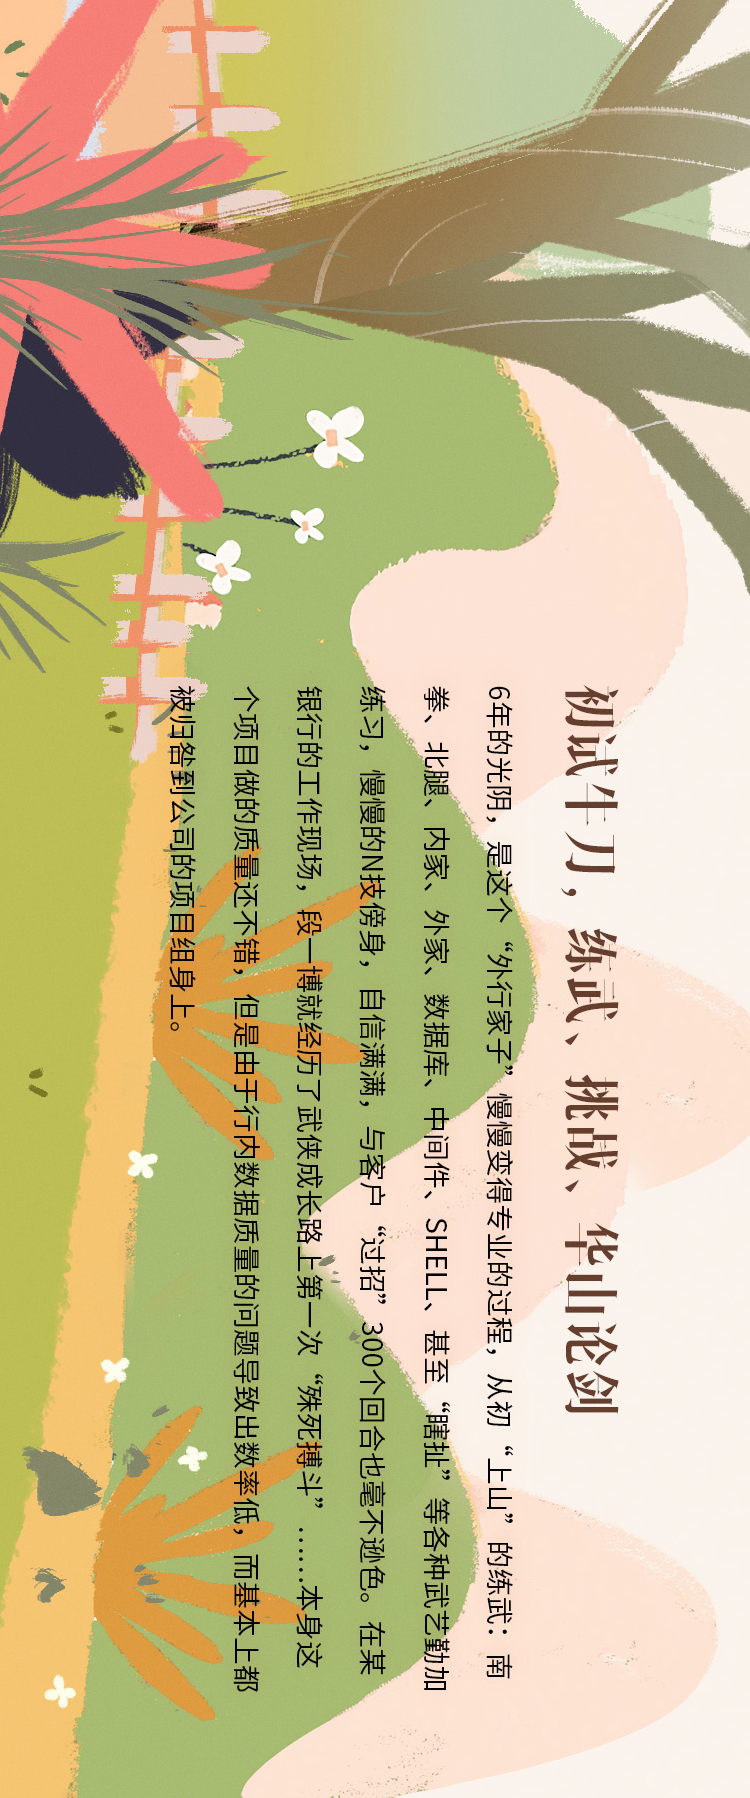 初试牛刀，练武、挑战、华山论剑
6年的光阴，是这个“外行家子”慢慢变得专业的过程，从初“上山”的练武：南
拳、北腿、内家、外家、数据库、中间件、SHELL、甚至“瞎扯”等各种武艺勤加
练习，慢慢的N技傍身，自信满满，与客户“过招”300个回合也毫不逊色。在某
银行的工作现场，段一博就经历了武侠成长路上第一次“殊死搏斗”……本身这
个项目做的质量还不错，但是由于行内数据质量的问题导致出数率低，而基本上都
被归咎到公司的项目组身上。